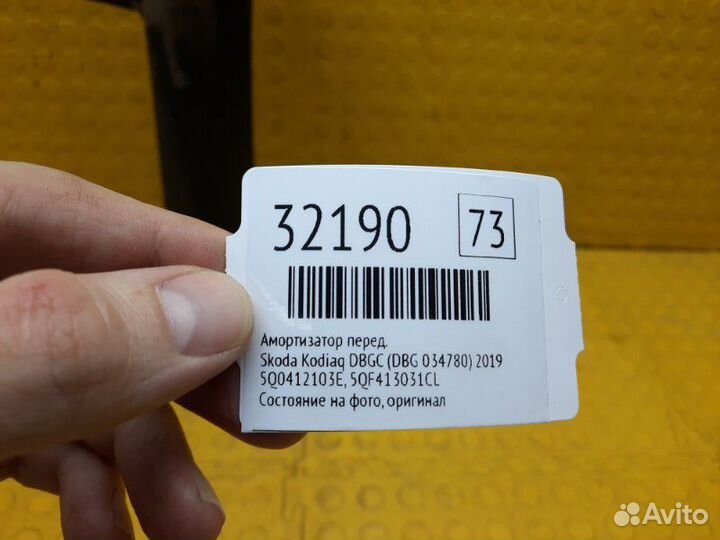 32190 73
Амортизатор перед.
Skoda Kodiaq DBGC (DBG 034780) 2019
5Q0412103E, 5QF413031CL
Состояние на фото, оригинал
Avito